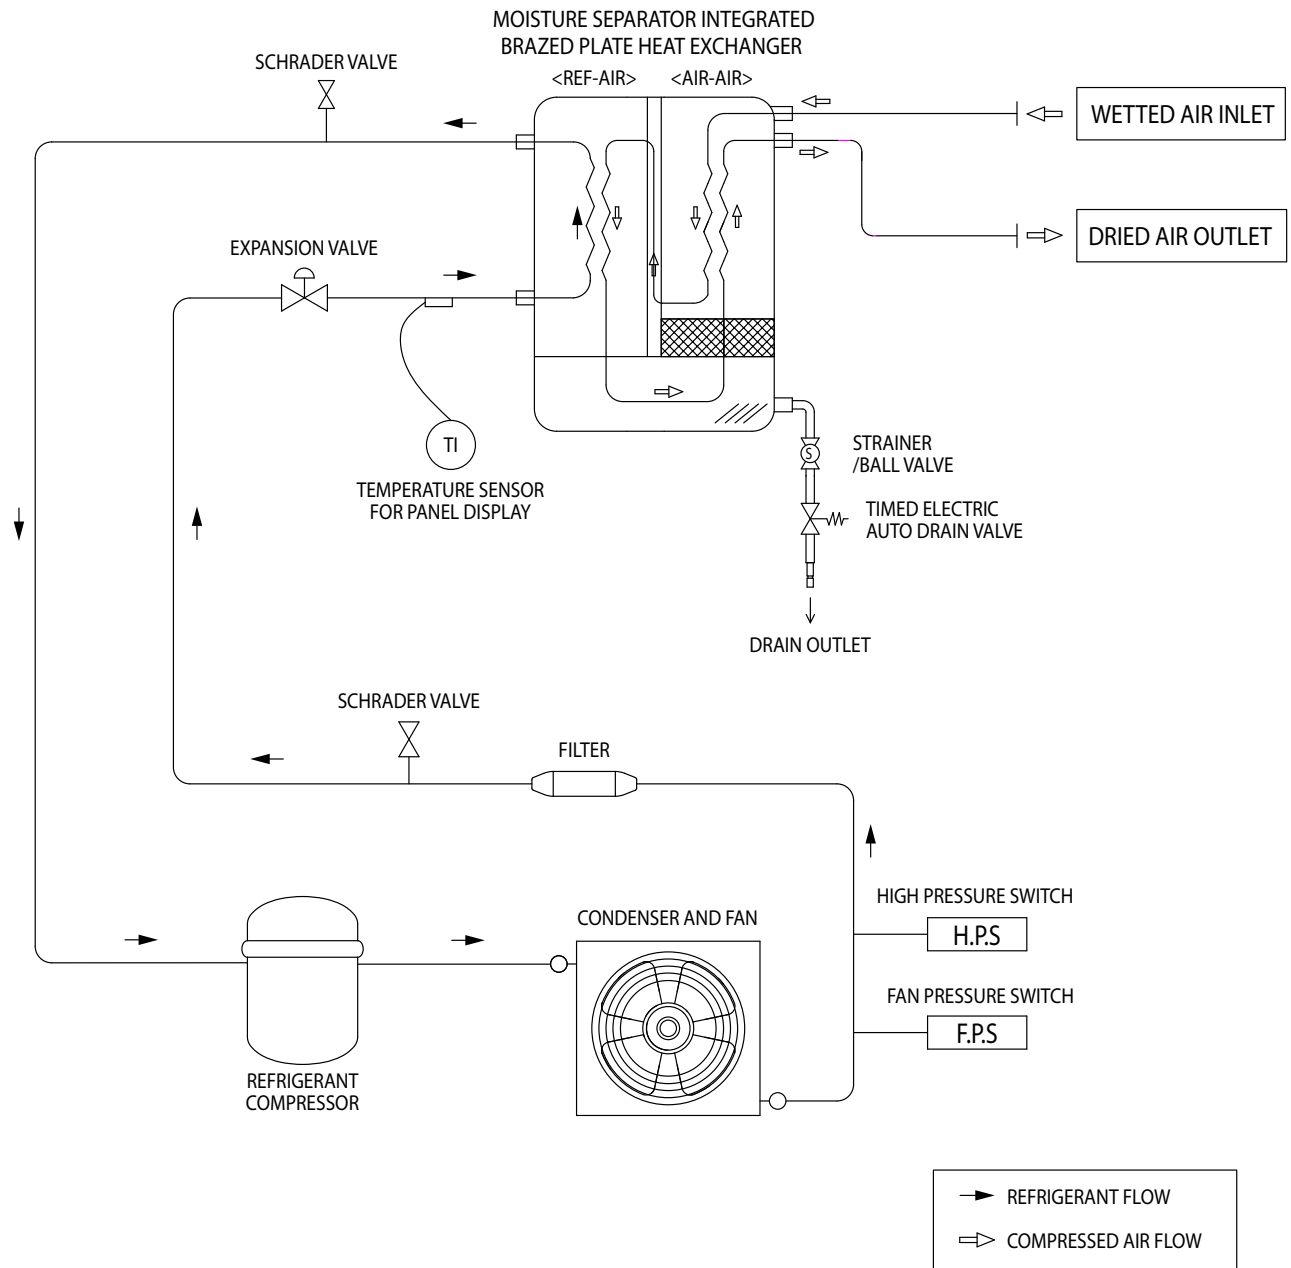 MOISTURE SEPARATOR INTEGRATED
BRAZED PLATE HEAT EXCHANGER
<REF-AIR> <AIR-AIR>
SCHRADER VALVE
WETTED AIR INLET
DRIED AIR OUTLET
EXPANSION VALVE
TI
TEMPERATURE SENSOR
FOR PANEL DISPLAY
S
STRAINER
/BALL VALVE
TIMED ELECTRIC
AUTO DRAIN VALVE
DRAIN OUTLET
SCHRADER VALVE
FILTER
HIGH PRESSURE SWITCH
H.P.S
CONDENSER AND FAN
FAN PRESSURE SWITCH
F.P.S
REFRIGERANT
COMPRESSOR
REFRIGERANT FLOW
COMPRESSED AIR FLOW